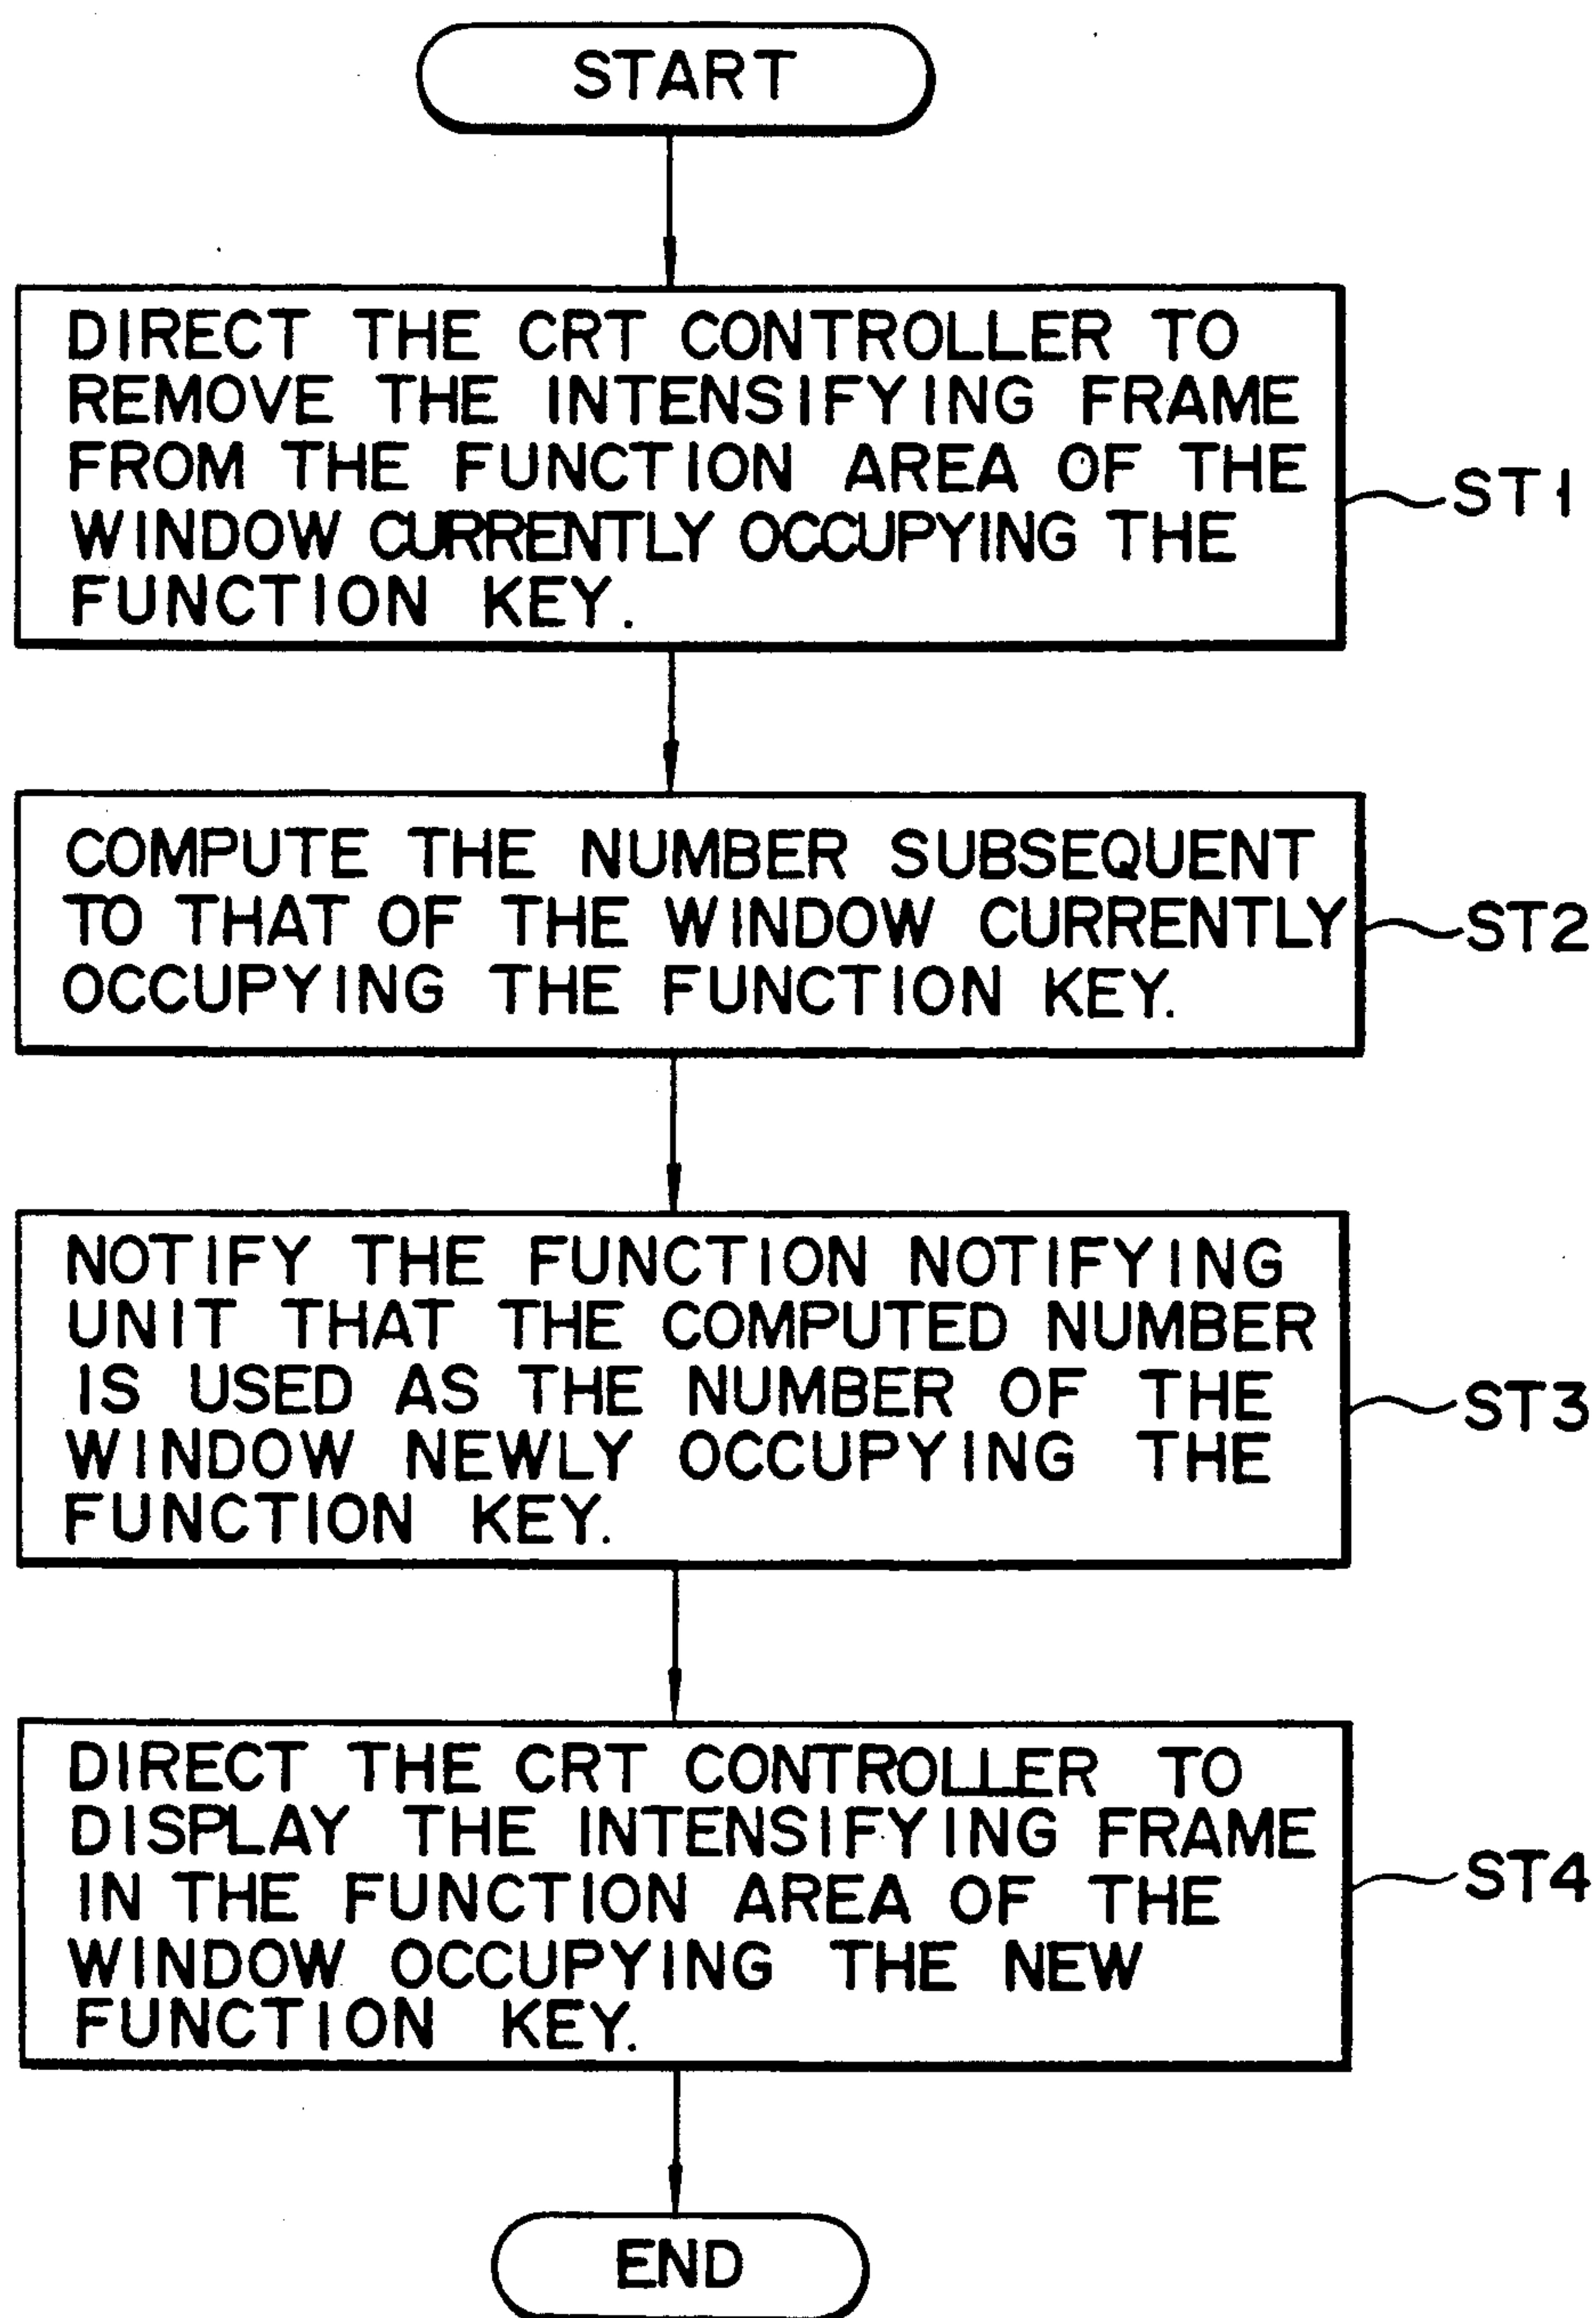 START
DIRECT THE CRT CONTROLLER TO
REMOVE THE INTENSIFYING FRAME
FROM THE FUNCTION AREA OF THE
WINDOW CURRENTLY OCCUPYING THE
FUNCTION KEY.
ST1
COMPUTE THE NUMBER SUBSEQUENT
TO THAT OF THE WINDOW CURRENTLY
OCCUPYING THE FUNCTION KEY.
ST2
NOTIFY THE FUNCTION NOTIFYING
UNIT THAT THE COMPUTED NUMBER
IS USED AS THE NUMBER OF THE
WINDOW NEWLY OCCUPYING THE
FUNCTION KEY.
ST3
DIRECT THE CRT CONTROLLER TO
DISPLAY THE INTENSIFYING FRAME
IN THE FUNCTION AREA OF THE
WINDOW OCCUPYING THE NEW
FUNCTION KEY.
ST4
END